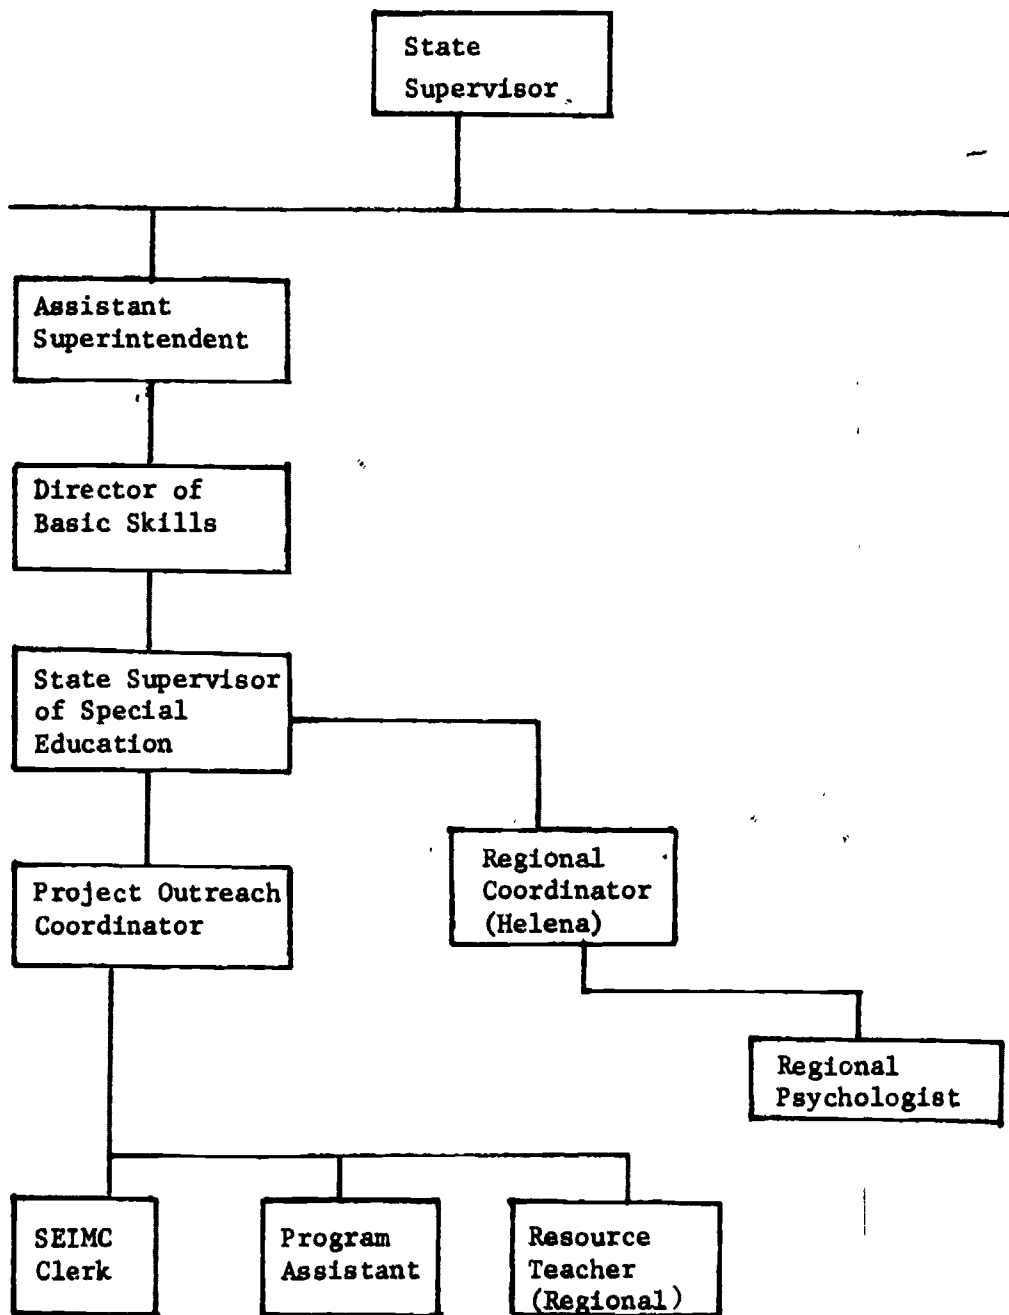 State
Supervisor
Assistant
Superintendent
Director of
Basic Skills
State Supervisor
of Special
Education
Project Outreach
Coordinator
Regional
Coordinator
(Helena)
Regional
Psychologist
SEIMC
Clerk
Program
Assistant
Resource
Teacher
(Regional)